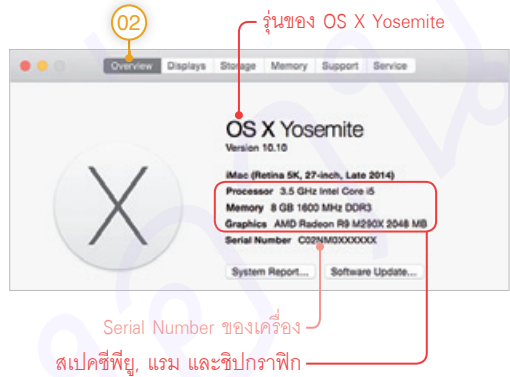 02
รุ่นของ OS X Yosemite
Overview Displays Storage Memory Support Service
OS X Yosemite
Version 10.10
iMac (Retina 5K, 27-inch, Late 2014)
Processor 3.5 GHz Intel Core i5
Memory 8 GB 1600 MHz DDR3
Graphics AMD Radeon R9 M290X 2048 MB
Serial Number C02NM0XXXXXX
System Report... Software Update...
Serial Number ของเครื่อง
สเปคซีพียู, แรม และชิปกราฟิก